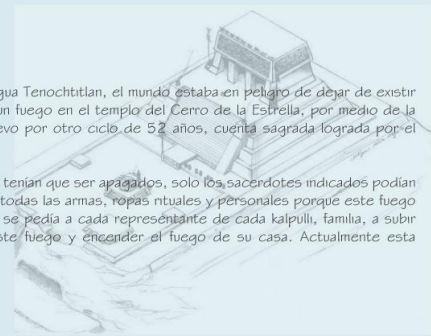 gua Tenochtitlan, el mundo estaba en peligro de dejar de existir
un fuego en el templo del Cerro de la Estrella, por medio de la
evo por otro ciclo de 52 años, cuenta sagrada lograda por el
tenían que ser apagados, solo los sacerdotes indicados podían
todas las armas, ropas rituales y personales porque este fuego
se pedía a cada representante de cada kalpulli, familia, a subir
ste fuego y encender el fuego de su casa. Actualmente esta